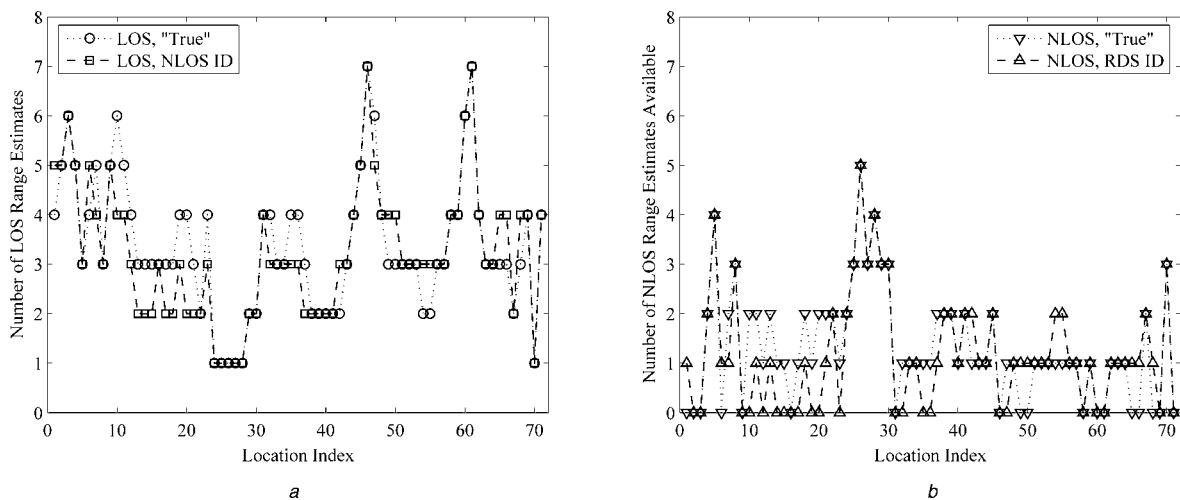 8
7
6
5
4
3
2
1
0
Number of LOS Range Estimates
LOS, "True"
LOS, NLOS ID
0 10 20 30 40 50 60 70
Location Index
a
8
7
6
5
4
3
2
1
0
Number of NLOS Range Estimates Available
NLOS, "True"
NLOS, RDS ID
0 10 20 30 40 50 60 70
Location Index
b